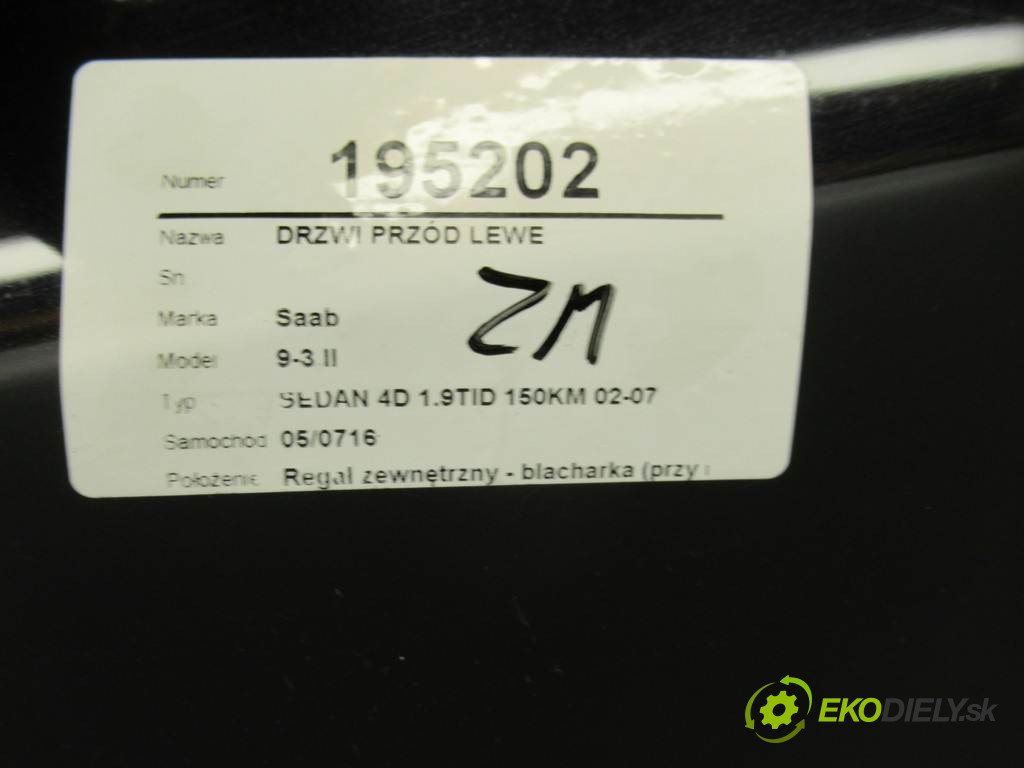 Numer 195202
Nazwa DRZWI PRZÓD LEWE
Sn
Marka Saab
ZM
Model 9-3 II
Typ SEDAN 4D 1.9TID 150KM 02-07
Samochod 05/0716
Położenie Regał zewnętrzny - blacharka (przy
EKODIELY.sk